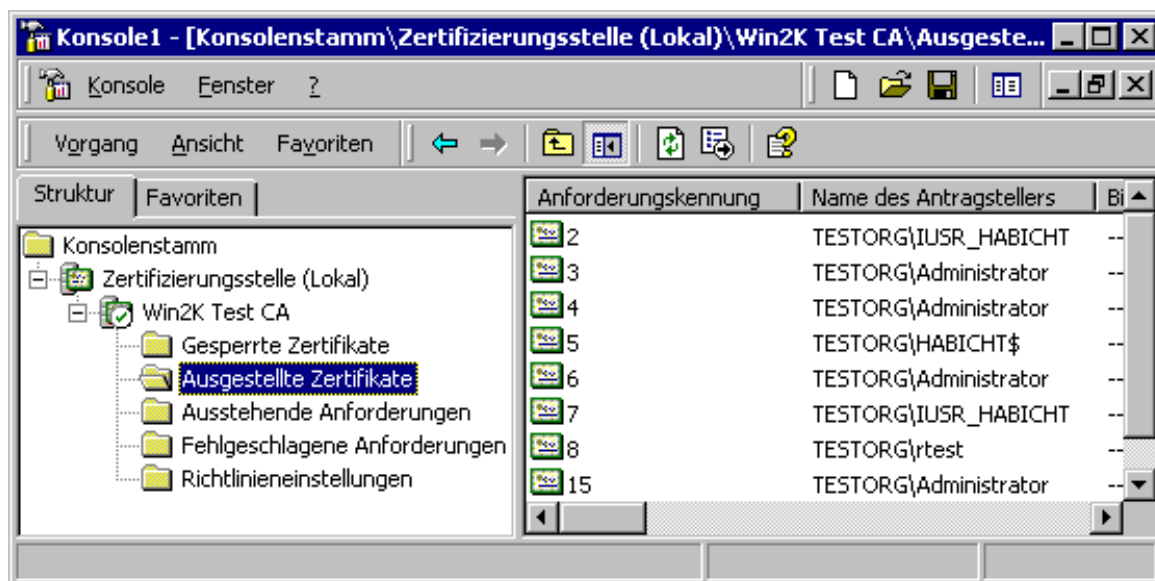 Konsole1 - [Konsolenstamm\Zertifizierungsstelle (Lokal)\Win2K Test CA\Ausgeste...
Konsole Fenster ?
Vorgang Ansicht Favoriten
Struktur Favoriten
Konsolenstamm
Zertifizierungsstelle (Lokal)
Win2K Test CA
Gesperrte Zertifikate
Ausgestellte Zertifikate
Ausstehende Anforderungen
Fehlgeschlagene Anforderungen
Richtlinieneinstellungen
Anforderungskennung Name des Antragstellers Bi
2 TESTORG\IUSR_HABICHT --
3 TESTORG\Administrator --
4 TESTORG\Administrator --
5 TESTORG\HABICHT$ --
6 TESTORG\Administrator --
7 TESTORG\IUSR_HABICHT --
8 TESTORG\rtest --
15 TESTORG\Administrator --